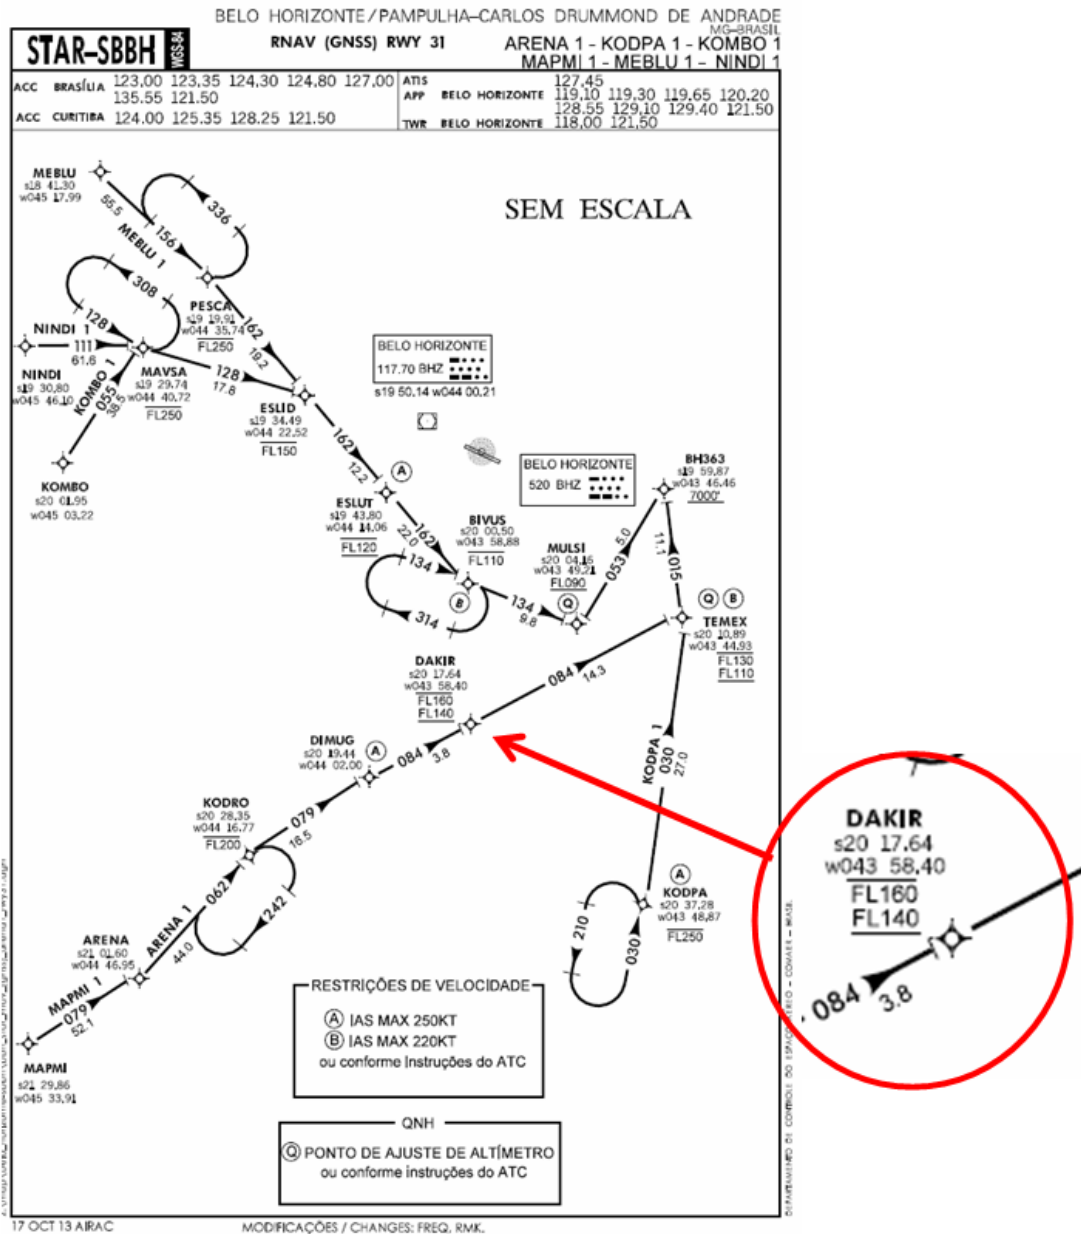 BELO HORIZONTE/PAMPULHA–CARLOS DRUMMOND DE ANDRADE
MG–BRASIL
STAR–SBBH
WGS-84
RNAV (GNSS) RWY 31
ARENA 1 - KODPA 1 - KOMBO 1
MAPMI 1 - MEBLU 1 - NINDI 1
ACC BRASÍLIA 123,00 123,35 124,30 124,80 127,00
135.55 121.50
ACC CURITIBA 124.00 125.35 128.25 121.50
ATIS 127,45
APP BELO HORIZONTE 119,10 119,30 119,65 120.20
128.55 129,10 129.40 121.50
TWR BELO HORIZONTE 118,00 121,50
SEM ESCALA
MEBLU
s18 41.30
w045 17.99
55.5
MEBLU 1
156
336
PESCA
s19 19.91
w044 35.74
FL250
162
19.2
308
128
NINDI 1
111
61.6
NINDI
s19 30.80
w045 46.10
KOMBO 1
055
38.5
MAVSA
s19 29.74
w044 40.72
FL250
128
17.8
KOMBO
s20 01.95
w045 03.22
ESLID
s19 34.49
w044 22.52
FL150
162
12.2
BELO HORIZONTE
117.70 BHZ
s19 50.14 w044 00.21
BELO HORIZONTE
520 BHZ
A
ESLUT
s19 43.80
w044 14.06
FL120
162
22.0
134
314
BIVUS
s20 00.50
w043 58.88
FL110
B
134
9.8
MULSI
s20 04.16
w043 49.21
FL090
Q
053
5.0
BH363
s19 59.87
w043 46.46
7000'
11.1
015
Q B
TEMEX
s20 10.89
w043 44.93
FL130
FL110
DAKIR
s20 17.64
w043 58.40
FL160
FL140
084
14.3
DIMUG
s20 19.44
w044 02.00
A
084
3.8
KODRO
s20 28.35
w044 16.77
FL200
079
16.5
062
242
ARENA 1
44.0
ARENA
s21 01.60
w044 46.95
MAPMI 1
079
52.1
MAPMI
s21 29.86
w045 33.91
KODPA 1
030
27.0
A
KODPA
s20 37.28
w043 48.87
FL250
210
030
RESTRIÇÕES DE VELOCIDADE
A IAS MAX 250KT
B IAS MAX 220KT
ou conforme Instruções do ATC
QNH
Q PONTO DE AJUSTE DE ALTÍMETRO
ou conforme instruções do ATC
DAKIR
s20 17.64
w043 58.40
FL160
FL140
084
3.8
DEPARTAMENTO DE CONTROLE DO ESPAÇO AÉREO – COMAER – BRASIL
17 OCT 13 AIRAC
MODIFICAÇÕES / CHANGES: FREQ, RMK.